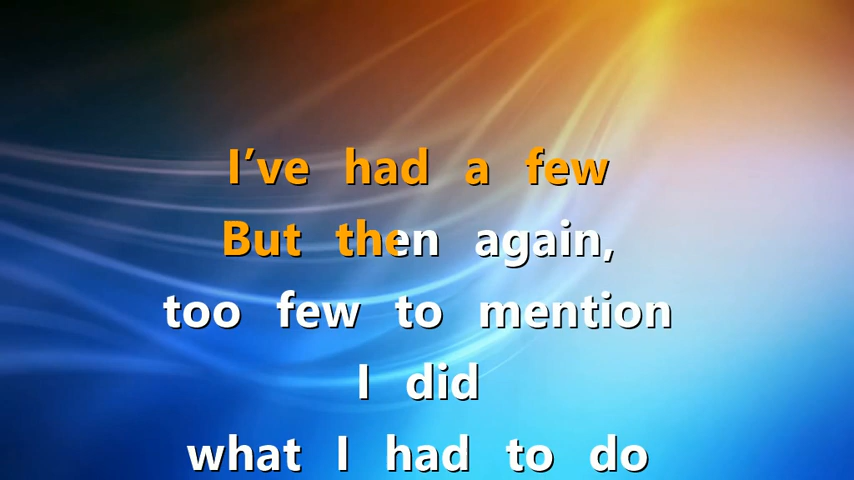 I’ve had a few
But then again,
too few to mention
I did
what I had to do